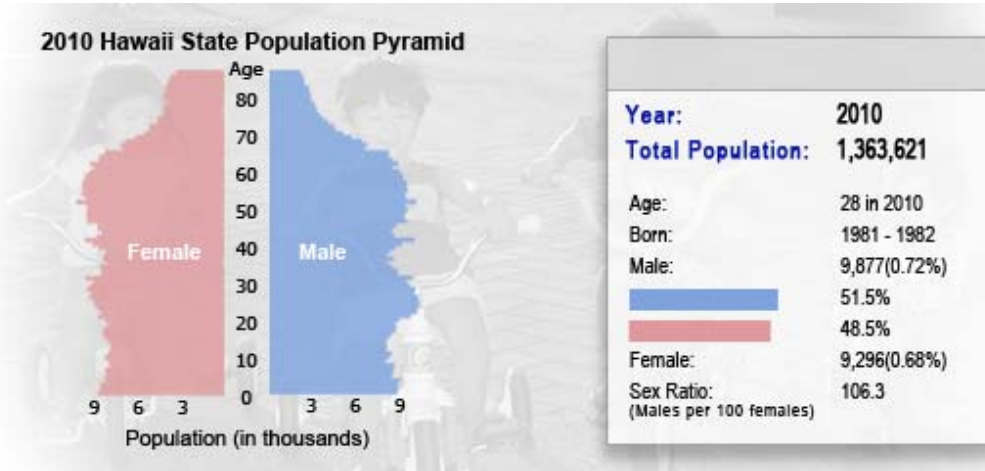 2010 Hawaii State Population Pyramid
Age
80
70
60
50
40
30
20
10
0
Female
Male
9 6 3
3 6 9
Population (in thousands)
Year: 2010
Total Population: 1,363,621
Age: 28 in 2010
Born: 1981 - 1982
Male: 9,877(0.72%)
51.5%
48.5%
Female: 9,296(0.68%)
Sex Ratio: 106.3
(Males per 100 females)